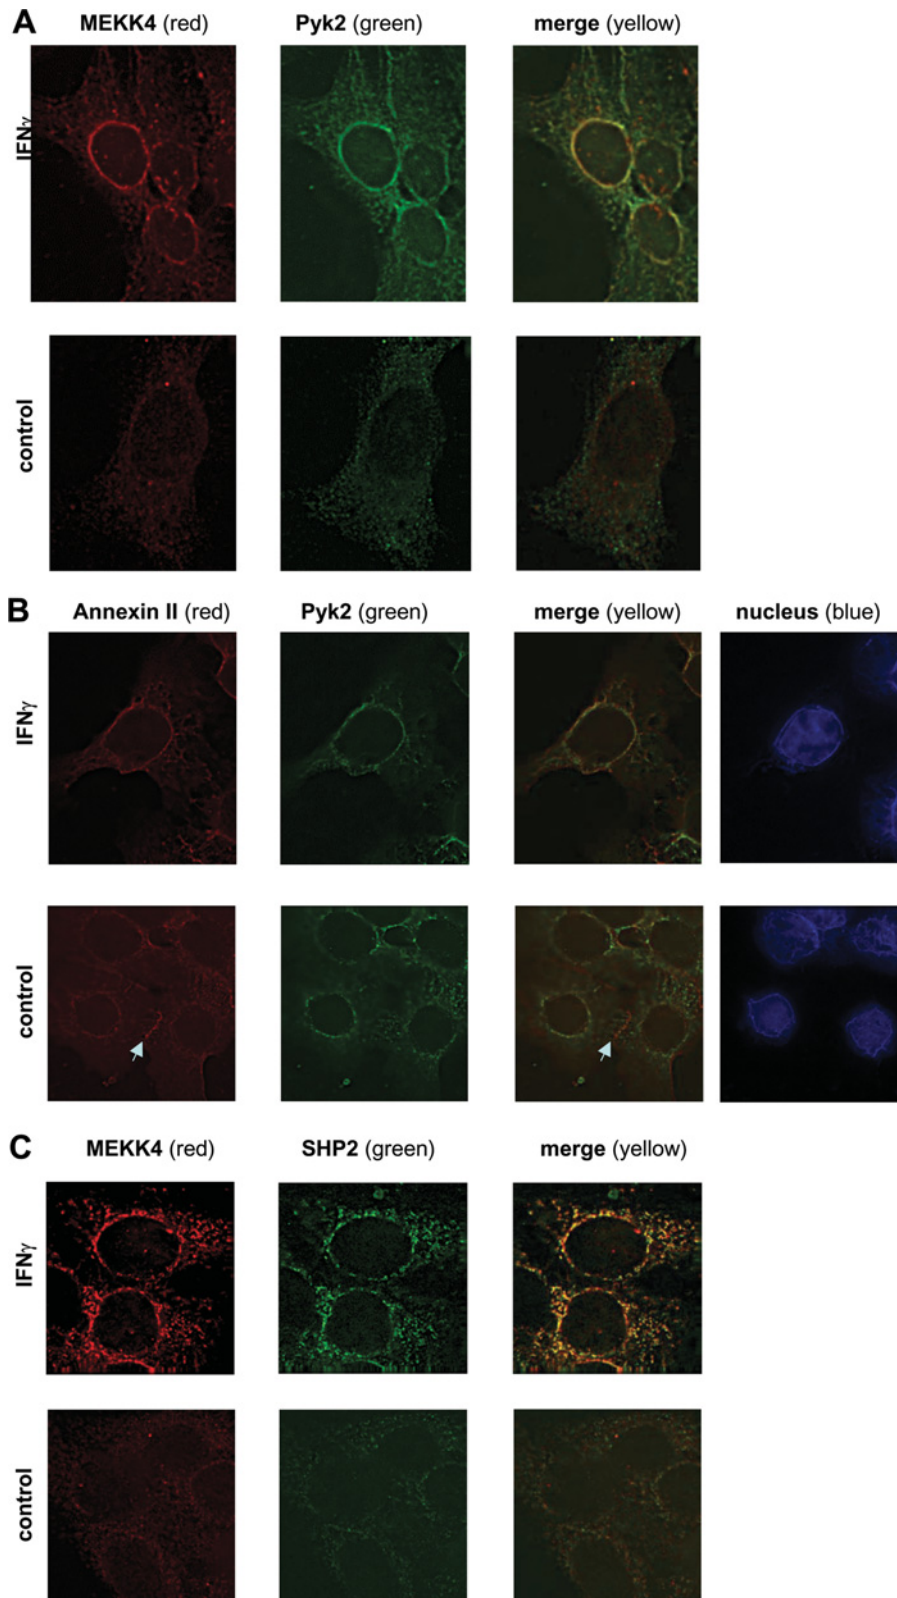 A MEKK4 (red) Pyk2 (green) merge (yellow)
IFNγ
control
B Annexin II (red) Pyk2 (green) merge (yellow) nucleus (blue)
IFNγ
control
C MEKK4 (red) SHP2 (green) merge (yellow)
IFNγ
control